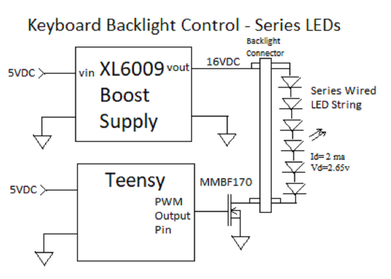 Keyboard Backlight Control - Series LEDs
Backlight
Connector
5VDC
vin XL6009 vout
16VDC
Boost
Supply
Series Wired
LED String
Id= 2 ma
Vd=2.65v
Teensy
MMBF170
5VDC
PWM
Output
Pin